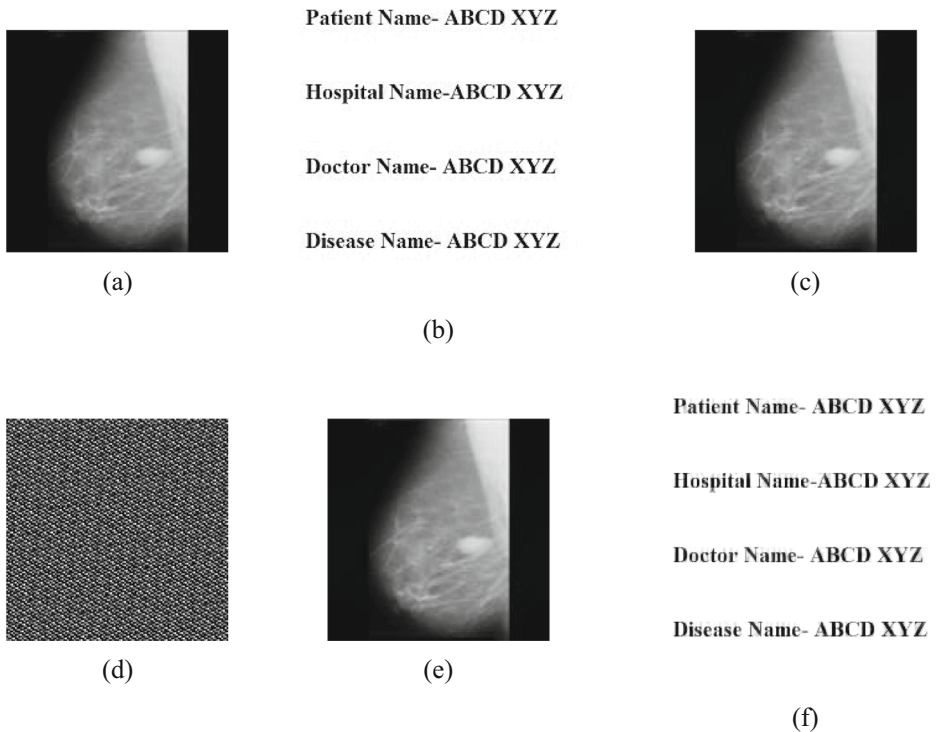 Patient Name- ABCD XYZ
Hospital Name-ABCD XYZ
Doctor Name- ABCD XYZ
Disease Name- ABCD XYZ
(a)
(c)
(b)
Patient Name- ABCD XYZ
Hospital Name-ABCD XYZ
Doctor Name- ABCD XYZ
Disease Name- ABCD XYZ
(d)
(e)
(f)